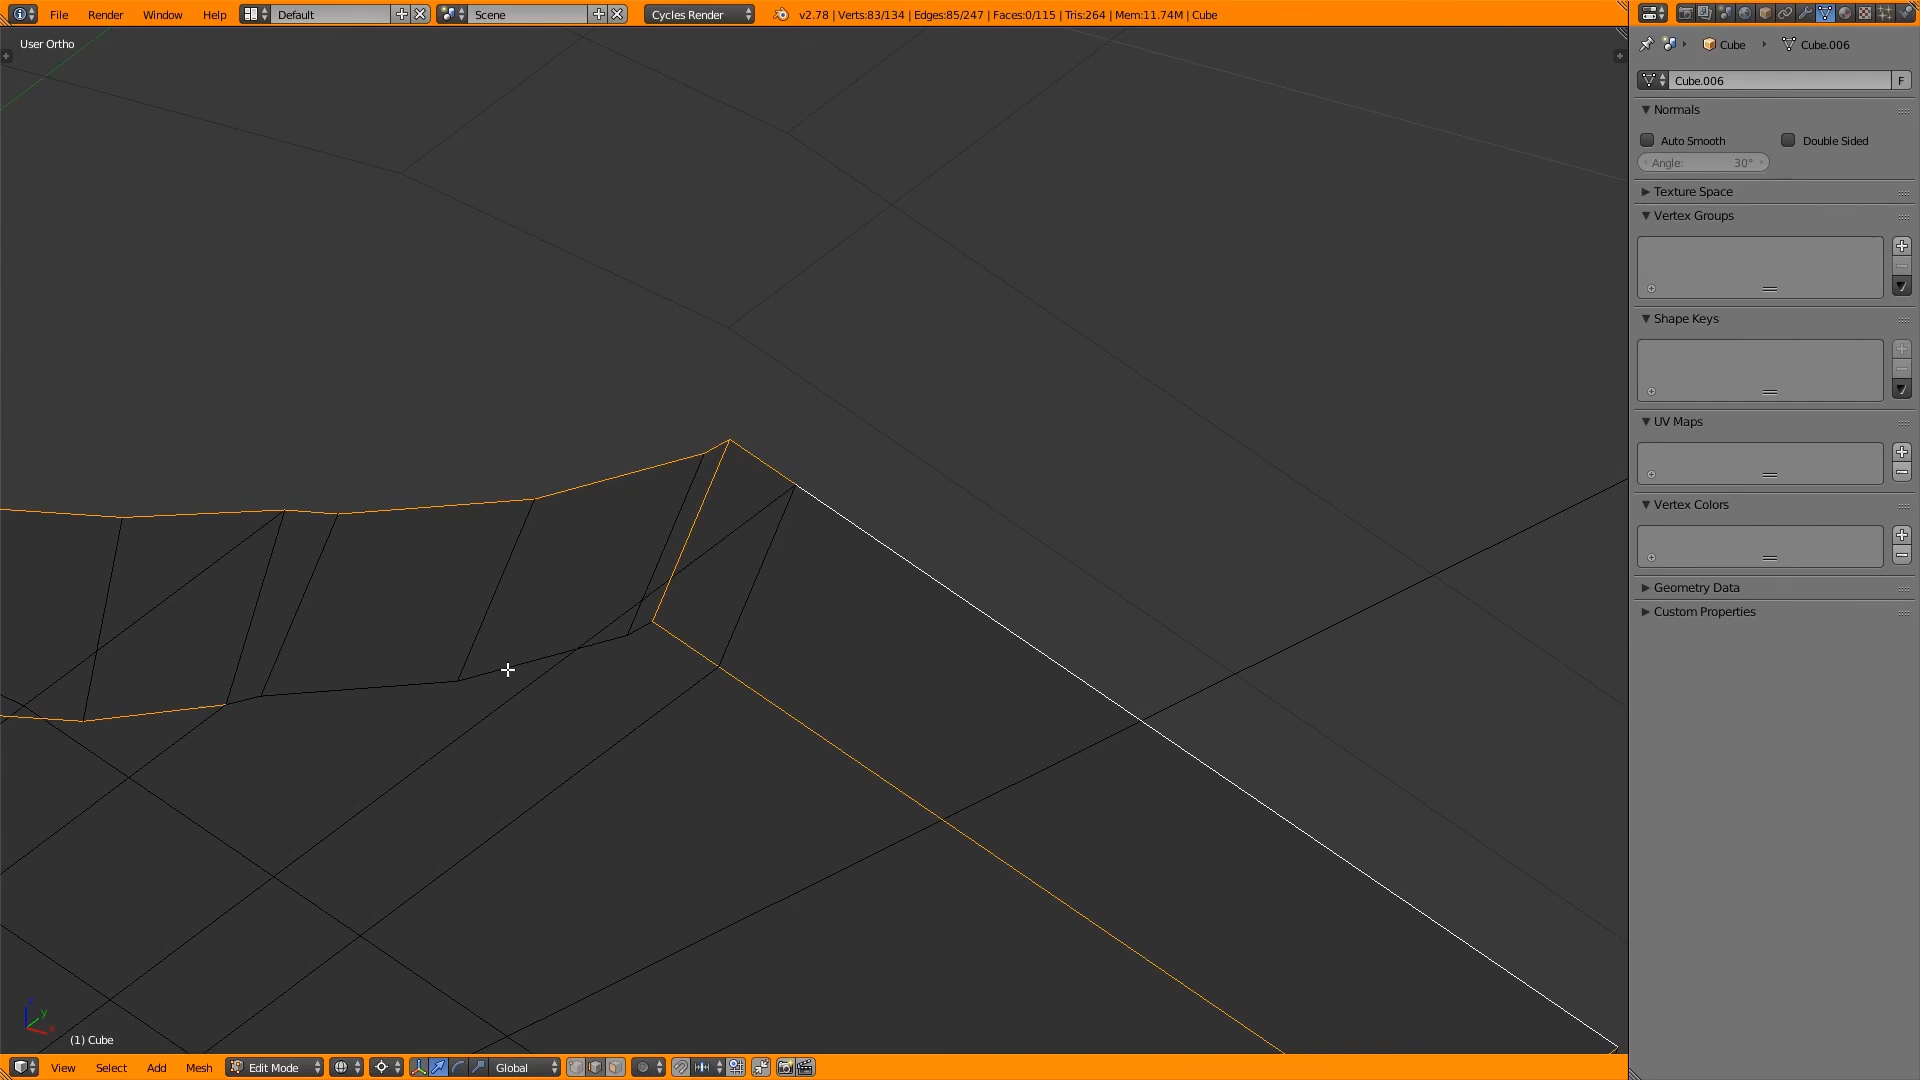 File Render Window Help Default Scene Cycles Render v2.78 | Verts:83/134 | Edges:85/247 | Faces:0/115 | Tris:264 | Mem:11.74M | Cube
User Ortho
Cube Cube.006
Cube.006 F
Normals
Auto Smooth Double Sided
Angle: 30°
Texture Space
Vertex Groups
Shape Keys
UV Maps
Vertex Colors
Geometry Data
Custom Properties
z
y
x
(1) Cube
View Select Add Mesh Edit Mode Global